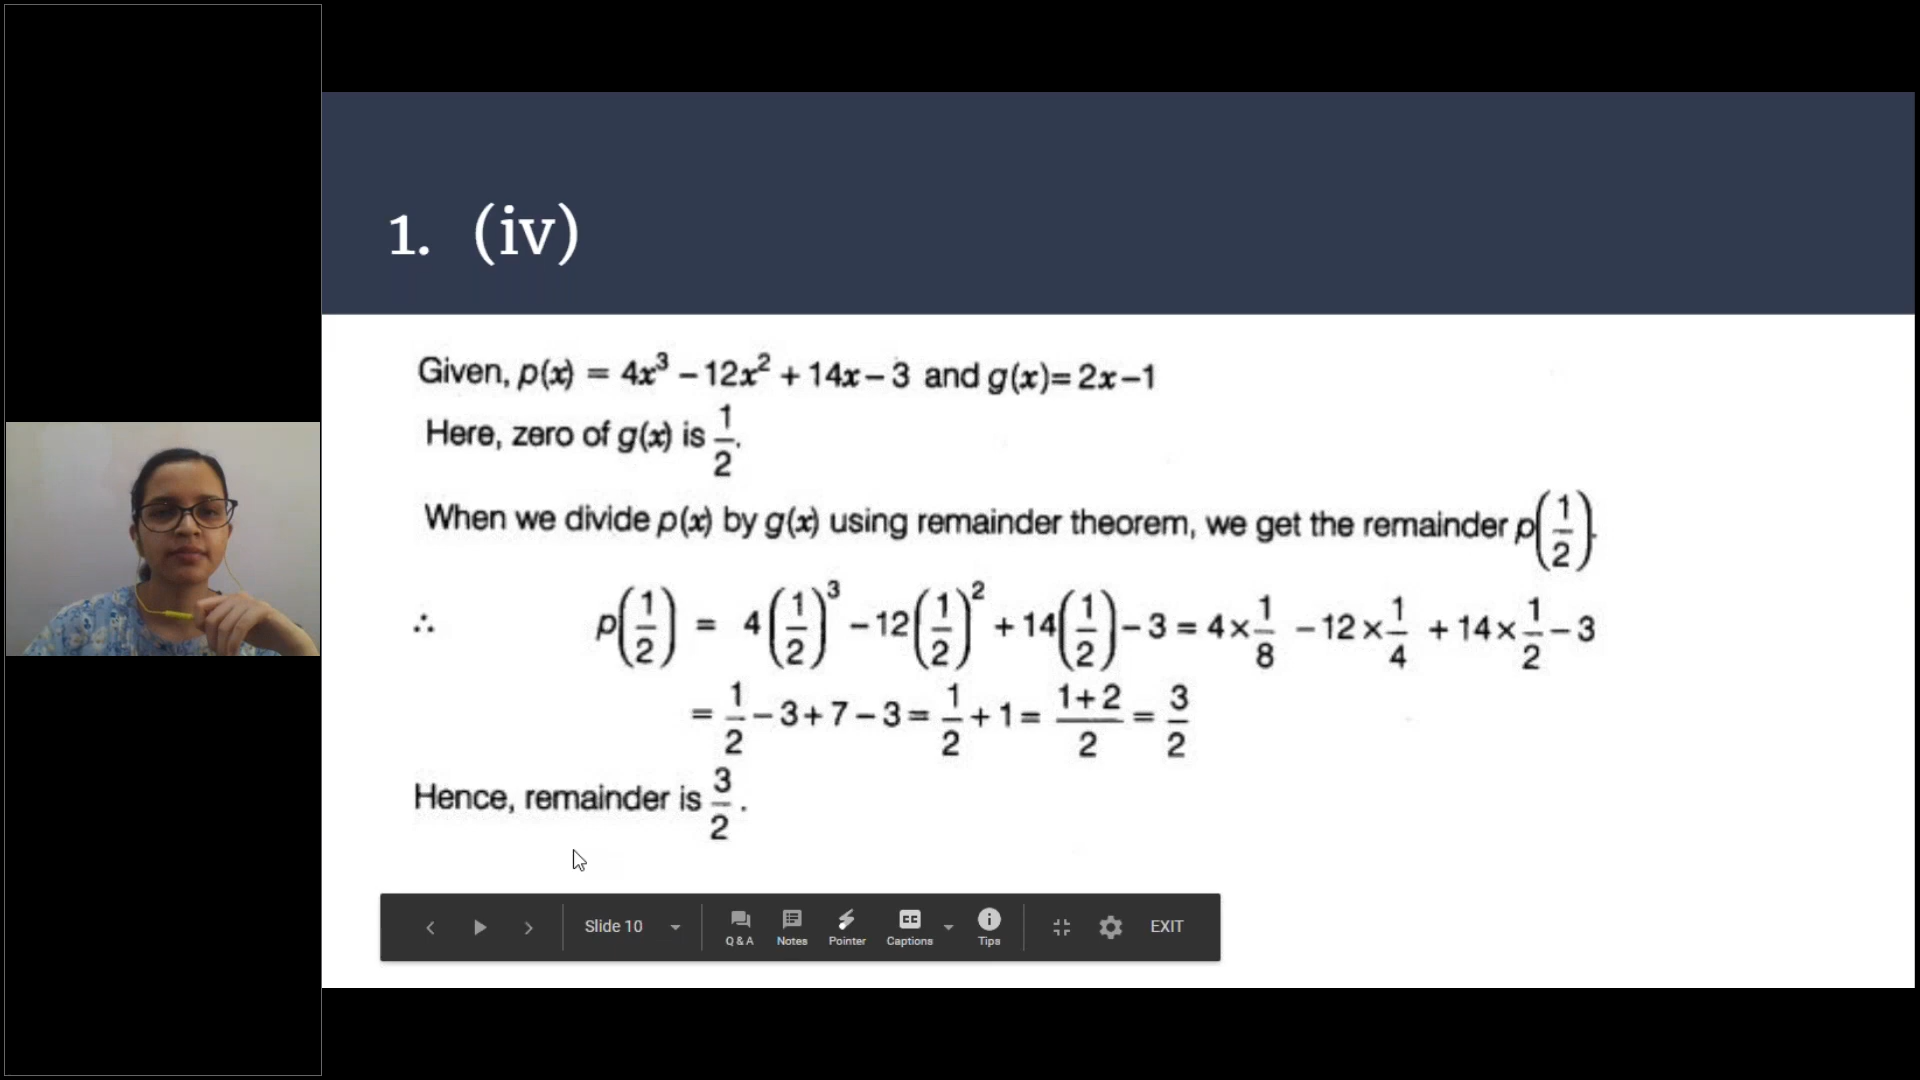 1. (iv)
Given, p(x) = 4x³ – 12x² + 14x – 3 and g(x)= 2x –1
Here, zero of g(x) is 1/2.
When we divide p(x) by g(x) using remainder theorem, we get the remainder p(1/2).
∴ p(1/2) = 4(1/2)³ – 12(1/2)² + 14(1/2) – 3 = 4×1/8 – 12×1/4 + 14×1/2 – 3
= 1/2 – 3 + 7 – 3 = 1/2 + 1 = (1+2)/2 = 3/2
Hence, remainder is 3/2.
Slide 10 Q & A Notes Pointer CC Captions Tips EXIT